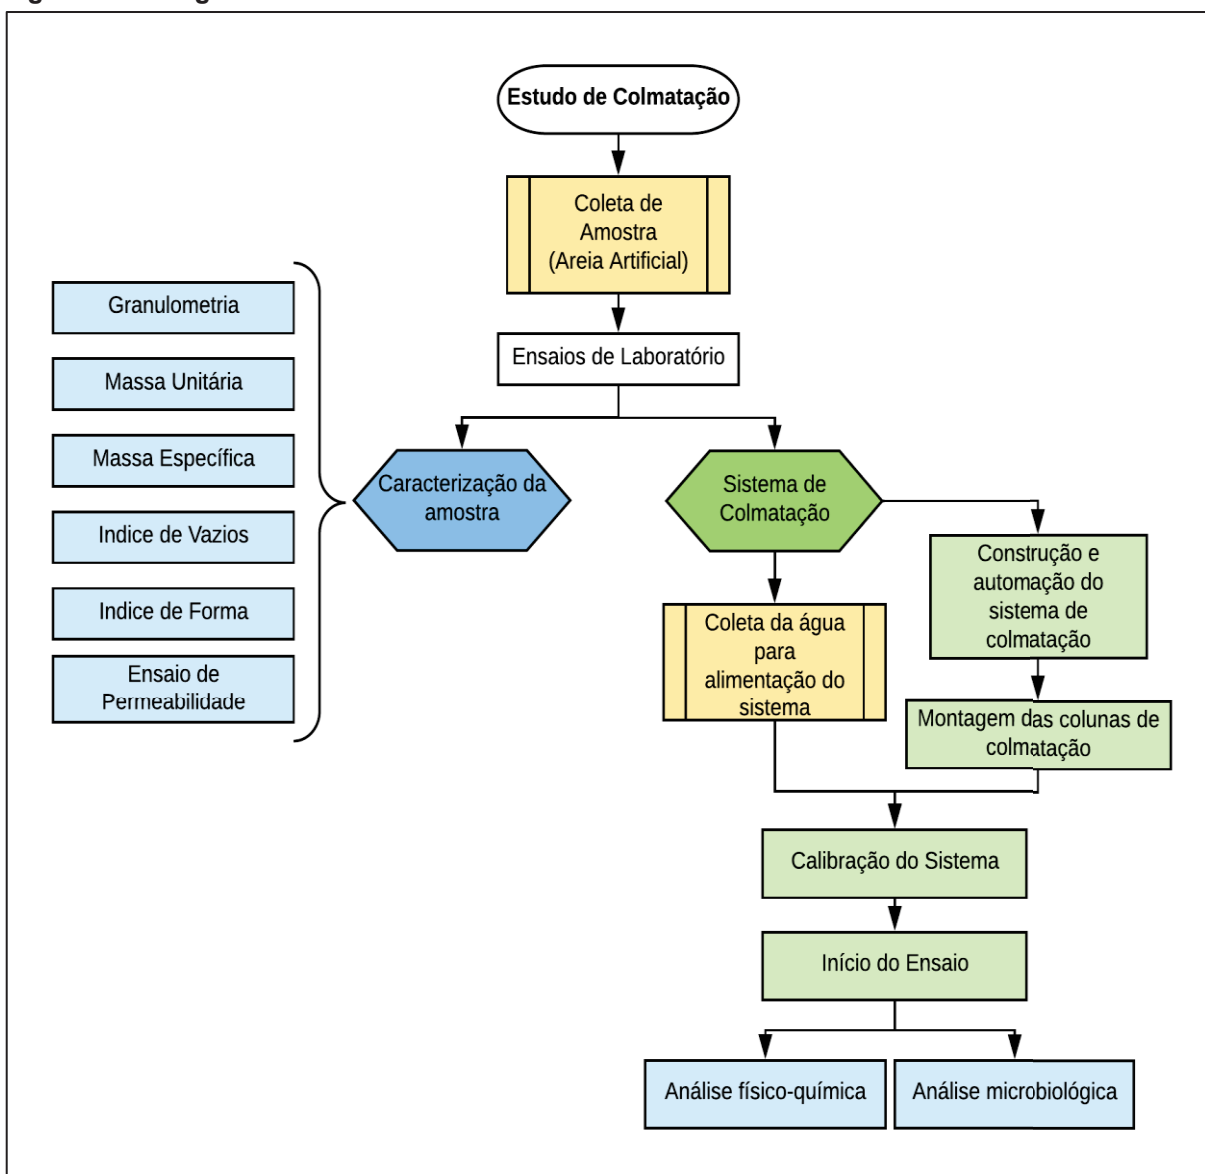 Estudo de Colmatação
Coleta de
Amostra
(Areia Artificial)
Ensaios de Laboratório
Granulometria
Massa Unitária
Massa Específica
Indice de Vazios
Indice de Forma
Ensaio de
Permeabilidade
Caracterização da
amostra
Sistema de
Colmatação
Construção e
automação do
sistema de
colmatação
Coleta da água
para
alimentação do
sistema
Montagem das colunas de
colmatação
Calibração do Sistema
Início do Ensaio
Análise físico-química
Análise microbiológica